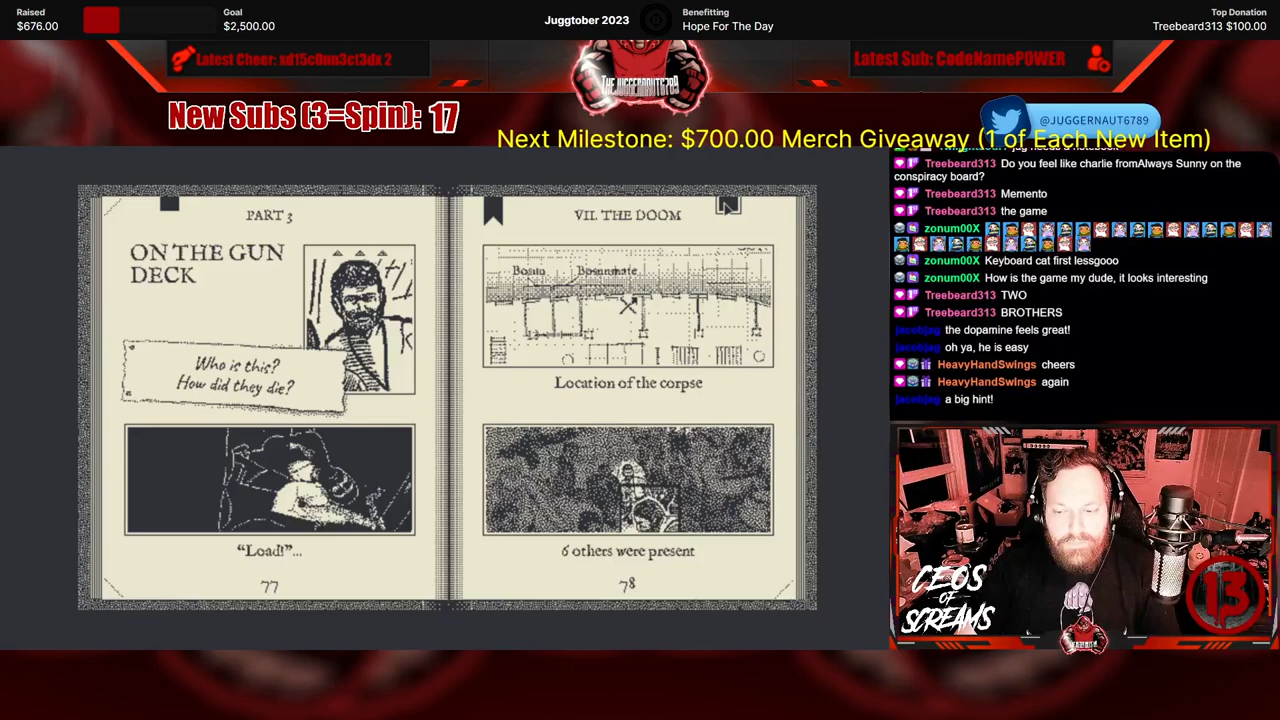 Raised
$676.00
Goal
$2,500.00
Juggtober 2023
Benefitting
Hope For The Day
Top Donation
Treebeard313 $100.00
Latest Cheer: xd15c0nn3ct3dx 2
THEJUGGERNAUT6789
Latest Sub: CodeNamePOWER
New Subs (3=Spin): 17
@JUGGERNAUT6789
Next Milestone: $700.00 Merch Giveaway (1 of Each New Item)
PART 3
ON THE GUN
DECK
Who is this?
How did they die?
"Load!"...
77
VII. THE DOOM
Bosun
Bosunmate
Location of the corpse
6 others were present
78
Treebeard313 Do you feel like charlie fromAlways Sunny on the
conspiracy board?
Treebeard313 Memento
Treebeard313 the game
zonum00X
zonum00X Keyboard cat first lessgooo
zonum00X How is the game my dude, it looks interesting
Treebeard313 TWO
Treebeard313 BROTHERS
jacobjag the dopamine feels great!
jacobjag oh ya, he is easy
HeavyHandSwings cheers
HeavyHandSwings again
jacobjag a big hint!
CEOS
OF
SCREAMS
13